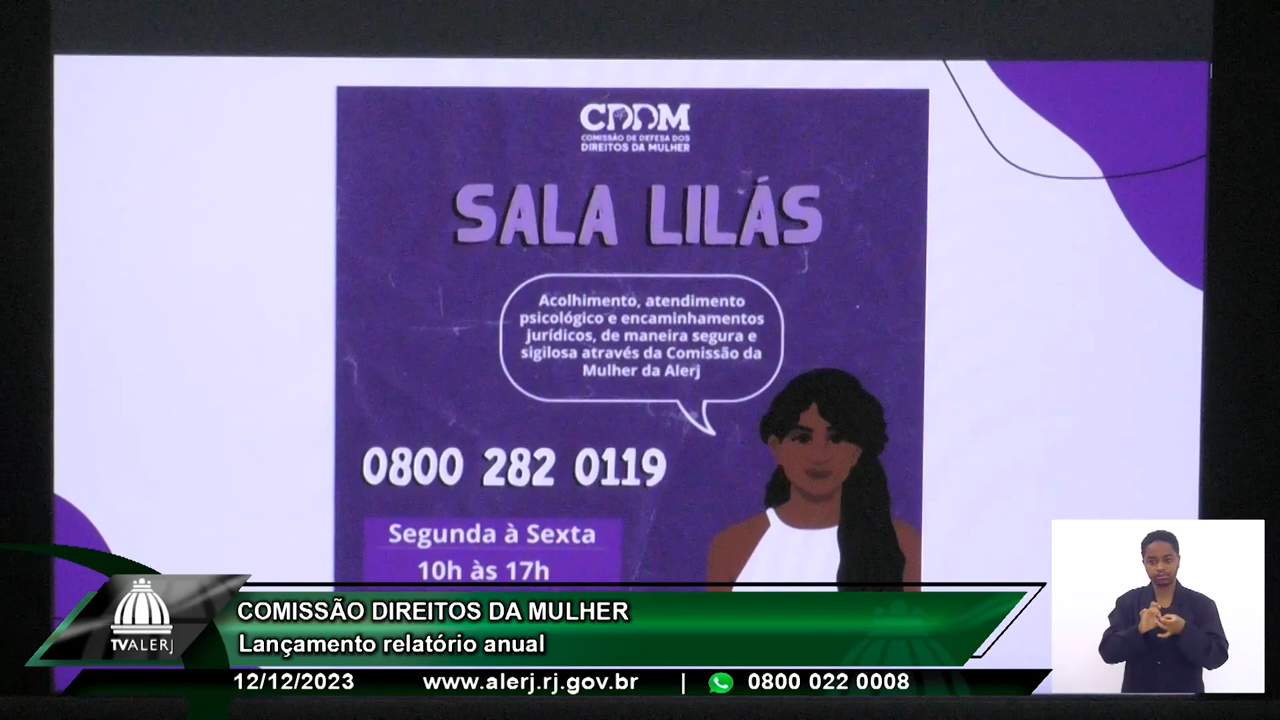 CDDM
COMISSÃO DE DEFESA DOS
DIREITOS DA MULHER
SALA LILÁS
Acolhimento, atendimento
psicológico e encaminhamentos
jurídicos, de maneira segura e
sigilosa através da Comissão da
Mulher da Alerj
0800 282 0119
Segunda à Sexta
10h às 17h
COMISSÃO DIREITOS DA MULHER
Lançamento relatório anual
TVALERJ
12/12/2023 www.alerj.rj.gov.br | 0800 022 0008